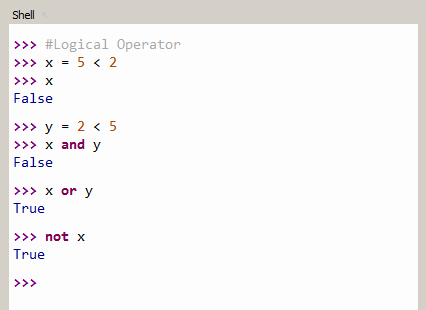 Shell
>>> #Logical Operator
>>> x = 5 < 2
>>> x
False
>>> y = 2 < 5
>>> x and y
False
>>> x or y
True
>>> not x
True
>>>